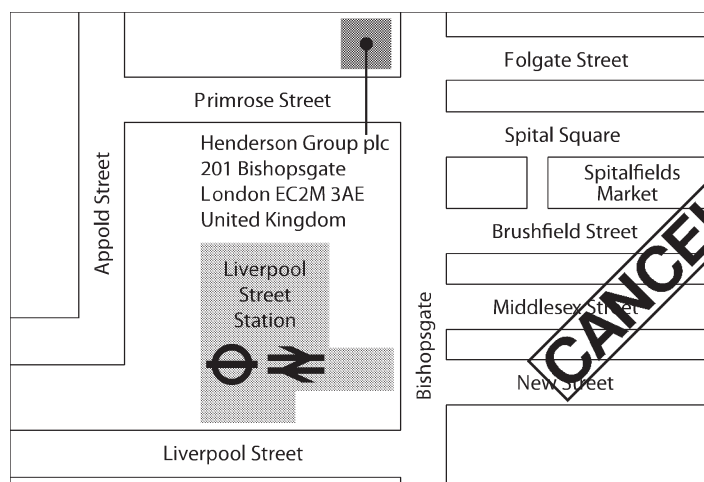 Folgate Street
Primrose Street
Henderson Group plc
201 Bishopsgate
London EC2M 3AE
United Kingdom
Spital Square
Spitalfields
Market
Appold Street
Brushfield Street
Liverpool
Street
Station
Middlesex Street
Bishopsgate
New Street
Liverpool Street